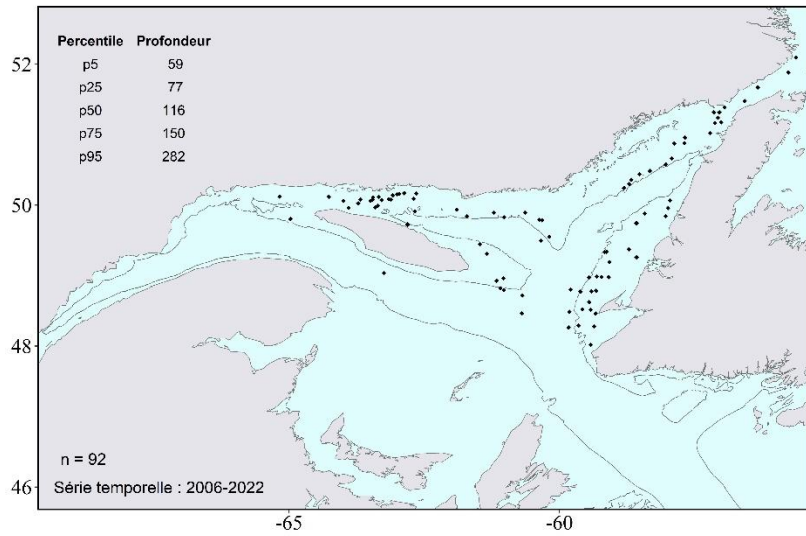 Percentile Profondeur
p5 59
p25 77
p50 116
p75 150
p95 282
n = 92
Série temporelle : 2006-2022
52
50
48
46
-65 -60